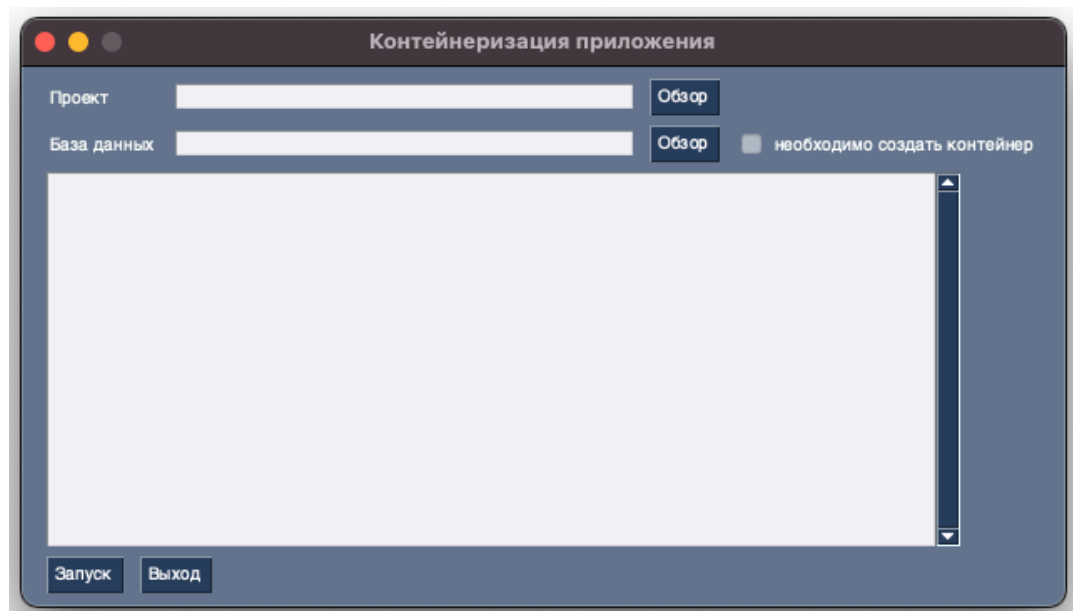 Контейнеризация приложения
Проект Обзор
База данных Обзор необходимо создать контейнер
Запуск Выход